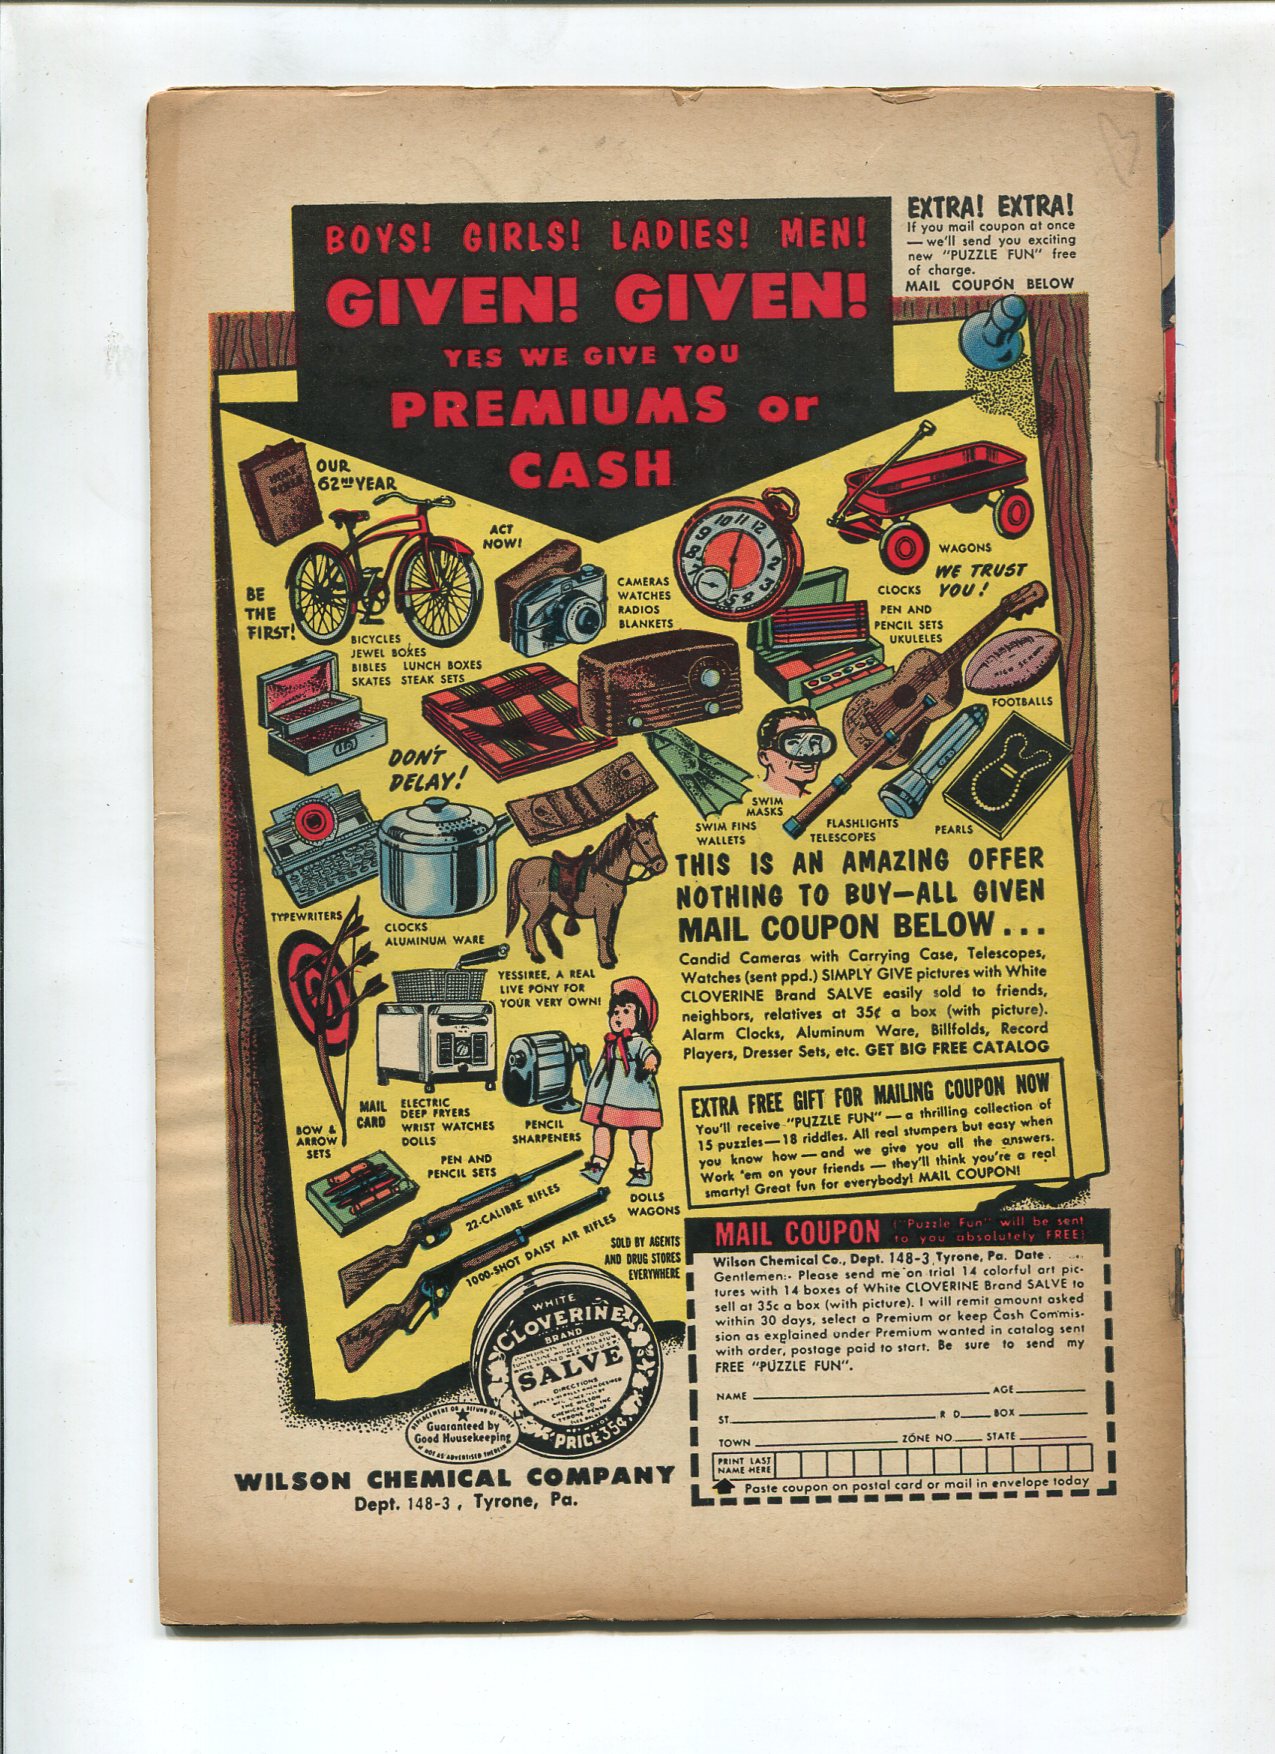 BOYS! GIRLS! LADIES! MEN!
GIVEN! GIVEN!
YES WE GIVE YOU
PREMIUMS or
CASH
EXTRA! EXTRA!
If you mail coupon at once
— we'll send you exciting
new "PUZZLE FUN" free
of charge.
MAIL COUPON BELOW
HOLY
BIBLE
OUR
62ND YEAR
ACT
NOW!
BE
THE
FIRST!
CAMERAS
WATCHES
RADIOS
BLANKETS
WAGONS
WE TRUST
YOU!
CLOCKS
PEN AND
PENCIL SETS
UKULELES
BICYCLES
JEWEL BOXES
BIBLES LUNCH BOXES
SKATES STEAK SETS
FOOTBALLS
DON'T
DELAY!
SWIM
MASKS
SWIM FINS
WALLETS
FLASHLIGHTS
TELESCOPES
PEARLS
TYPEWRITERS
CLOCKS
ALUMINUM WARE
THIS IS AN AMAZING OFFER
NOTHING TO BUY—ALL GIVEN
MAIL COUPON BELOW...
Candid Cameras with Carrying Case, Telescopes,
Watches (sent ppd.) SIMPLY GIVE pictures with White
CLOVERINE Brand SALVE easily sold to friends,
neighbors, relatives at 35¢ a box (with picture).
Alarm Clocks, Aluminum Ware, Billfolds, Record
Players, Dresser Sets, etc. GET BIG FREE CATALOG
YESSIREE, A REAL
LIVE PONY FOR
YOUR VERY OWN!
BOW &
ARROW
SETS
MAIL
CARD
ELECTRIC
DEEP FRYERS
WRIST WATCHES
DOLLS
PENCIL
SHARPENERS
PEN AND
PENCIL SETS
DOLLS
WAGONS
22-CALIBRE RIFLES
1000-SHOT DAISY AIR RIFLES
EXTRA FREE GIFT FOR MAILING COUPON NOW
You'll receive "PUZZLE FUN" — a thrilling collection of
15 puzzles—18 riddles. All real stumpers but easy when
you know how — and we give you all the answers.
Work 'em on your friends — they'll think you're a real
smarty! Great fun for everybody! MAIL COUPON!
SOLD BY AGENTS
AND DRUG STORES
EVERYWHERE
WHITE
CLOVERINE
BRAND
SALVE
DIRECTIONS
THE WILSON
CHEMICAL CO. INC.
PRICE 35¢
REPLACEMENT OR REFUND OF MONEY
Guaranteed by
Good Housekeeping
NOT AS ADVERTISED THEREIN
WILSON CHEMICAL COMPANY
Dept. 148-3, Tyrone, Pa.
MAIL COUPON ("Puzzle Fun" will be sent
to you absolutely FREE)
Wilson Chemical Co., Dept. 148-3, Tyrone, Pa. Date
Gentlemen:- Please send me on trial 14 colorful art pic-
tures with 14 boxes of White CLOVERINE Brand SALVE to
sell at 35c a box (with picture). I will remit amount asked
within 30 days, select a Premium or keep Cash Commis-
sion as explained under Premium wanted in catalog sent
with order, postage paid to start. Be sure to send my
FREE "PUZZLE FUN".
NAME AGE
ST. R D BOX
TOWN ZONE NO. STATE
PRINT LAST
NAME HERE
Paste coupon on postal card or mail in envelope today